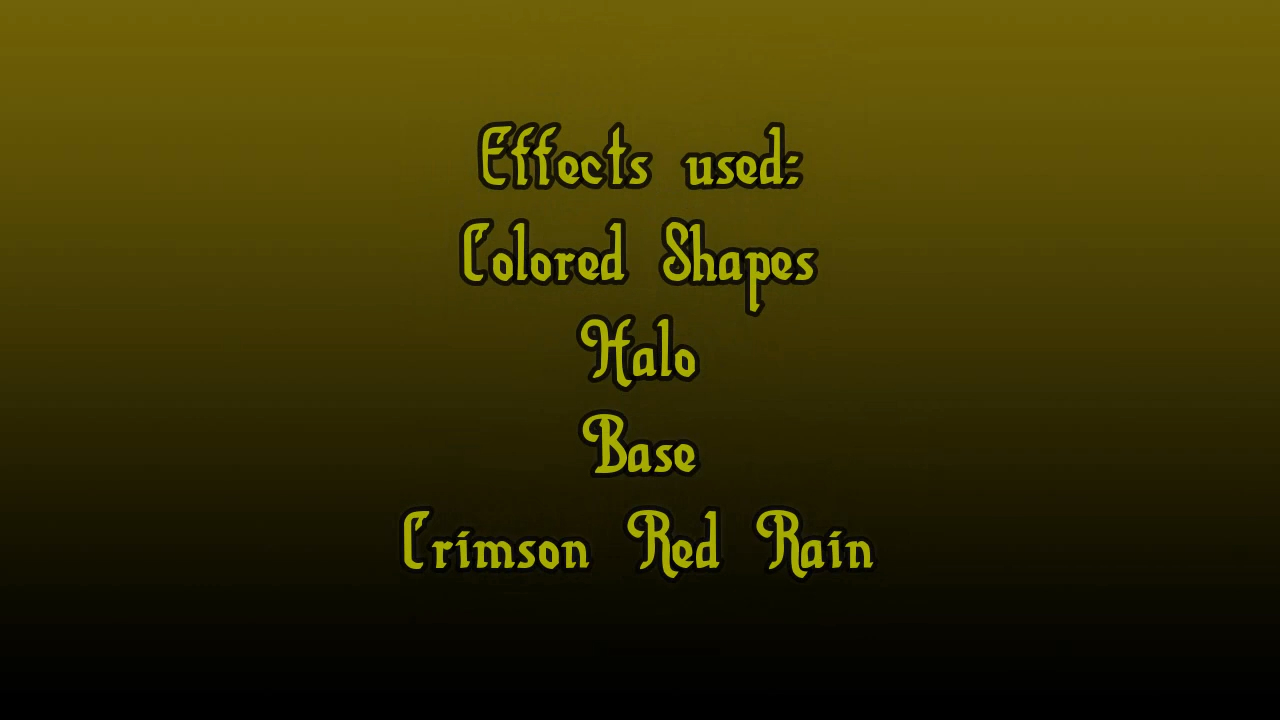 Effects used:
Colored Shapes
Halo
Base
Crimson Red Rain